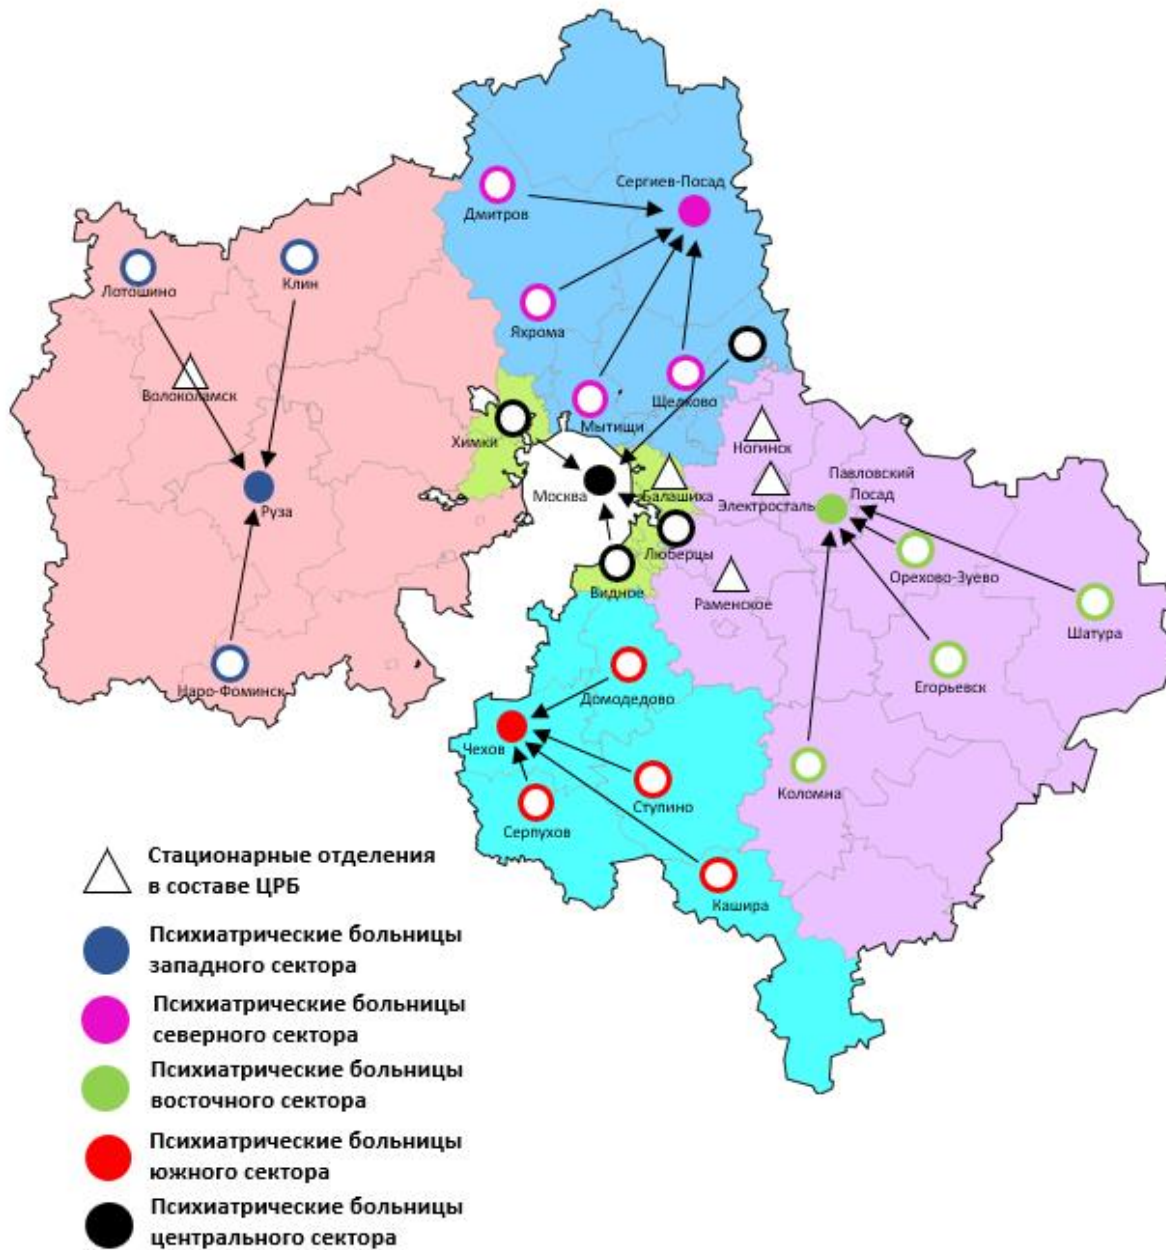 Сергиев-Посад
Дмитров
Лотошино
Клин
Яхрома
Волоколамск
Щелково
Мытищи
Химки
Ногинск
Павловский
Посад
Москва
Балашиха
Электросталь
Руза
Люберцы
Орехово-Зуево
Видное
Раменское
Шатура
Наро-Фоминск
Домодедово
Егорьевск
Чехов
Коломна
Ступино
Серпухов
Кашира
Стационарные отделения
в составе ЦРБ
Психиатрические больницы
западного сектора
Психиатрические больницы
северного сектора
Психиатрические больницы
восточного сектора
Психиатрические больницы
южного сектора
Психиатрические больницы
центрального сектора